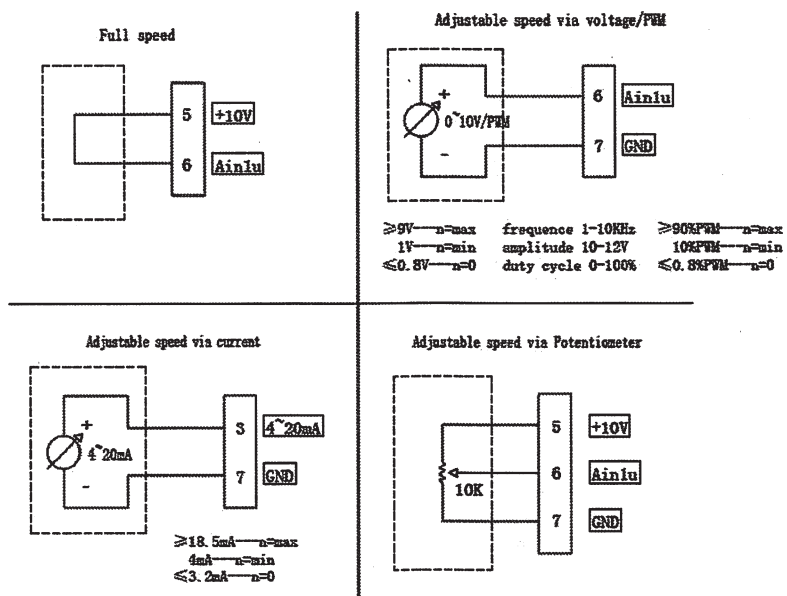 Full speed
5 +10V
6 Ain1u
Adjustable speed via voltage/PWM
+
0~10V/PWM
-
6 Ain1u
7 GND
≥9V—n=max frequence 1-10KHz ≥90%PWM—n=max
1V—n=min amplitude 10-12V 10%PWM—n=min
≤0.8V—n=0 duty cycle 0-100% ≤0.8%PWM—n=0
Adjustable speed via current
+
4~20mA
-
3 4~20mA
7 GND
≥18.5mA—n=max
4mA—n=min
≤3.2mA—n=0
Adjustable speed via Potentiometer
10K
5 +10V
6 Ain1u
7 GND